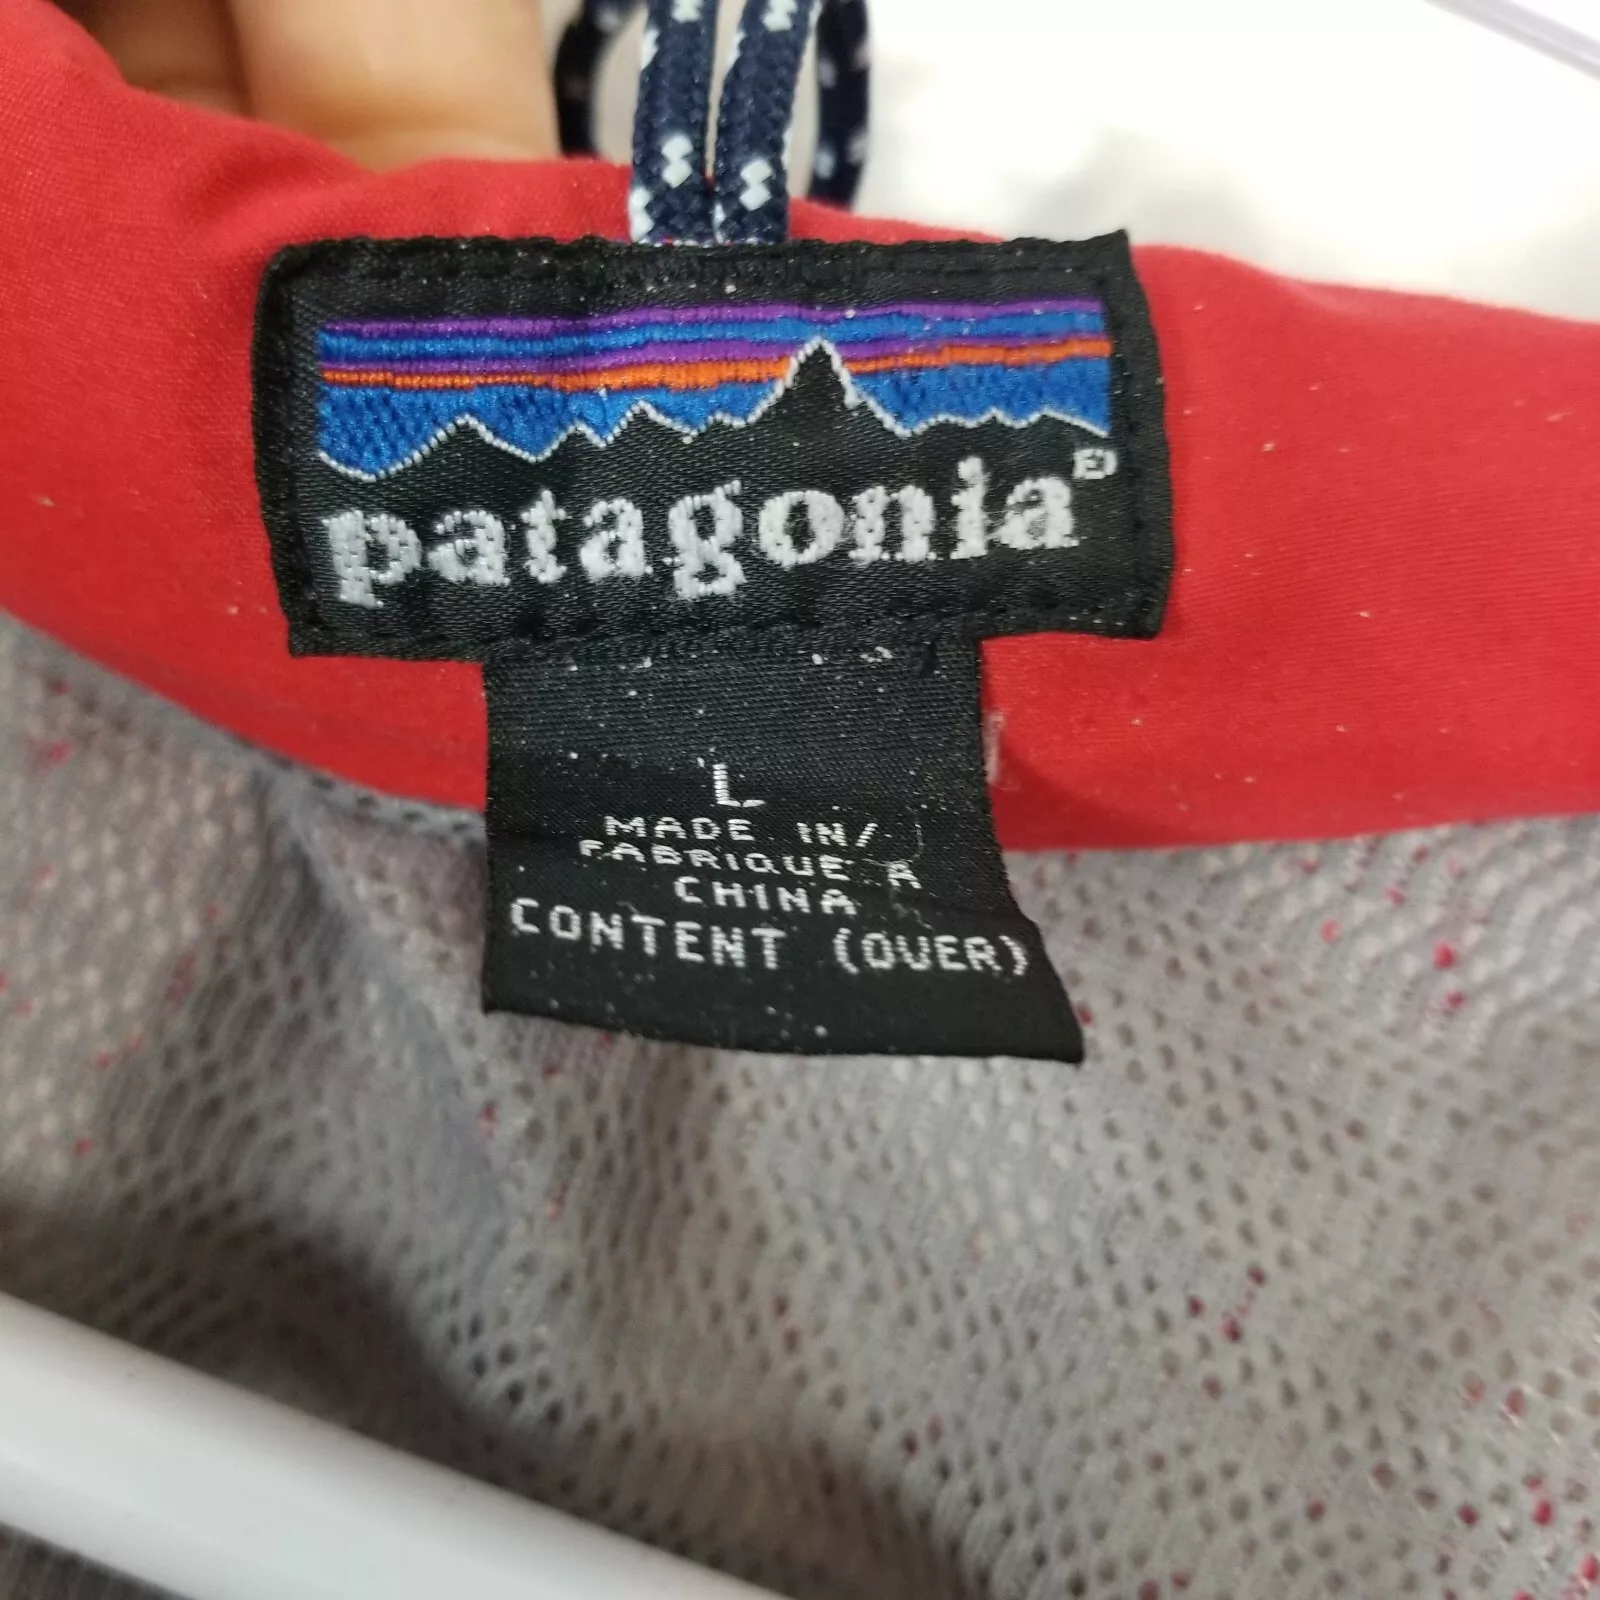 patagonia®
L
MADE IN/
FABRIQUE A
CHINA
CONTENT (OVER)